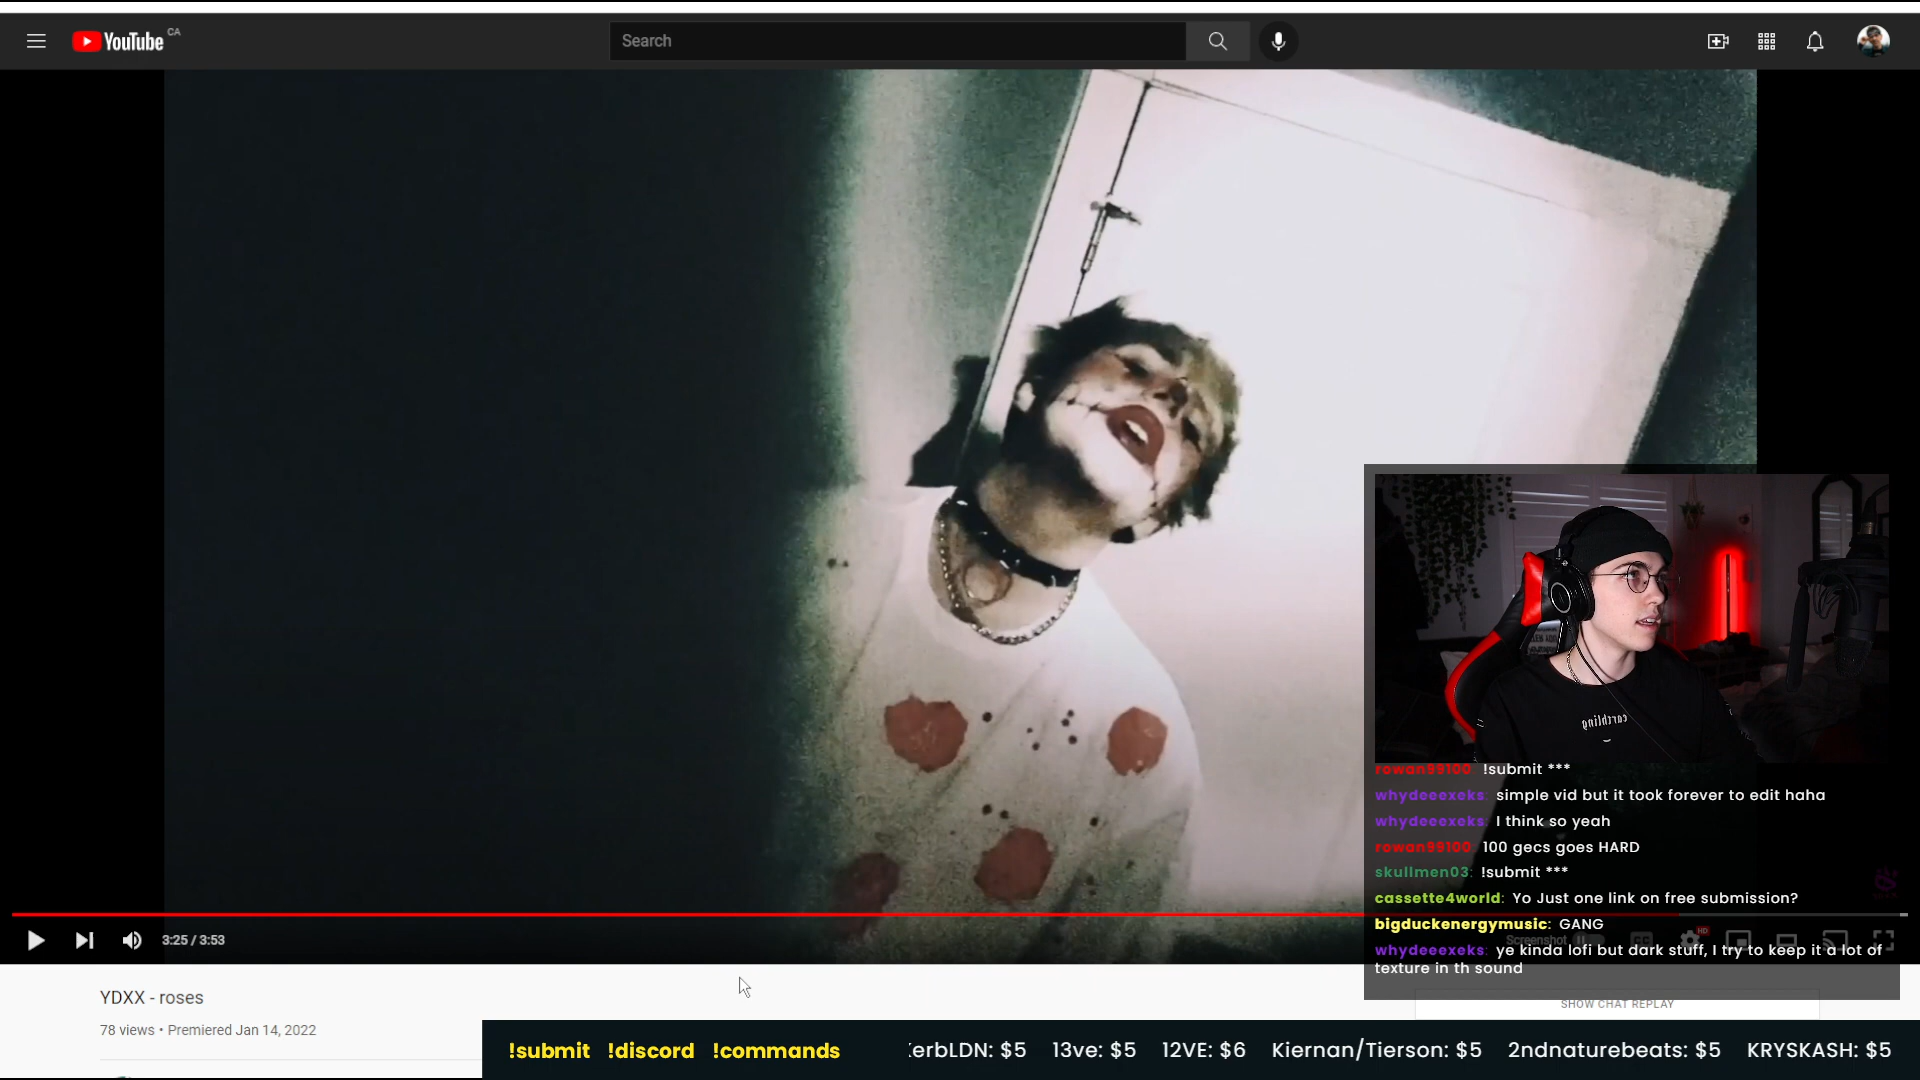 YouTube CA
Search
3:25 / 3:53
Screenshot
HD
rowan99100: !submit ***
whydeeexeks: simple vid but it took forever to edit haha
whydeeexeks: I think so yeah
rowan99100: 100 gecs goes HARD
skullmen03: !submit ***
cassette4world: Yo Just one link on free submission?
bigduckenergymusic: GANG
whydeeexeks: ye kinda lofi but dark stuff, I try to keep it a lot of
texture in th sound
YDXX - roses
78 views • Premiered Jan 14, 2022
SHOW CHAT REPLAY
!submit !discord !commands
erbLDN: $5 13ve: $5 12VE: $6 Kiernan/Tierson: $5 2ndnaturebeats: $5 KRYSKASH: $5